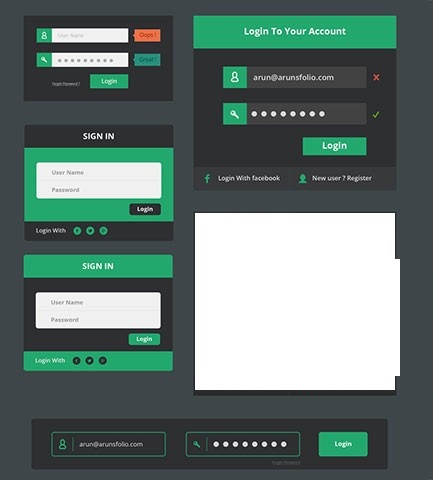 User Name
Oops !
Great !
Forgot Password ?
Login
Login To Your Account
arun@arunsfolio.com
Login
Login With facebook
New user ? Register
SIGN IN
User Name
Password
Login
Login With
SIGN IN
User Name
Password
Login
Login With
arun@arunsfolio.com
Login
Forgot Password